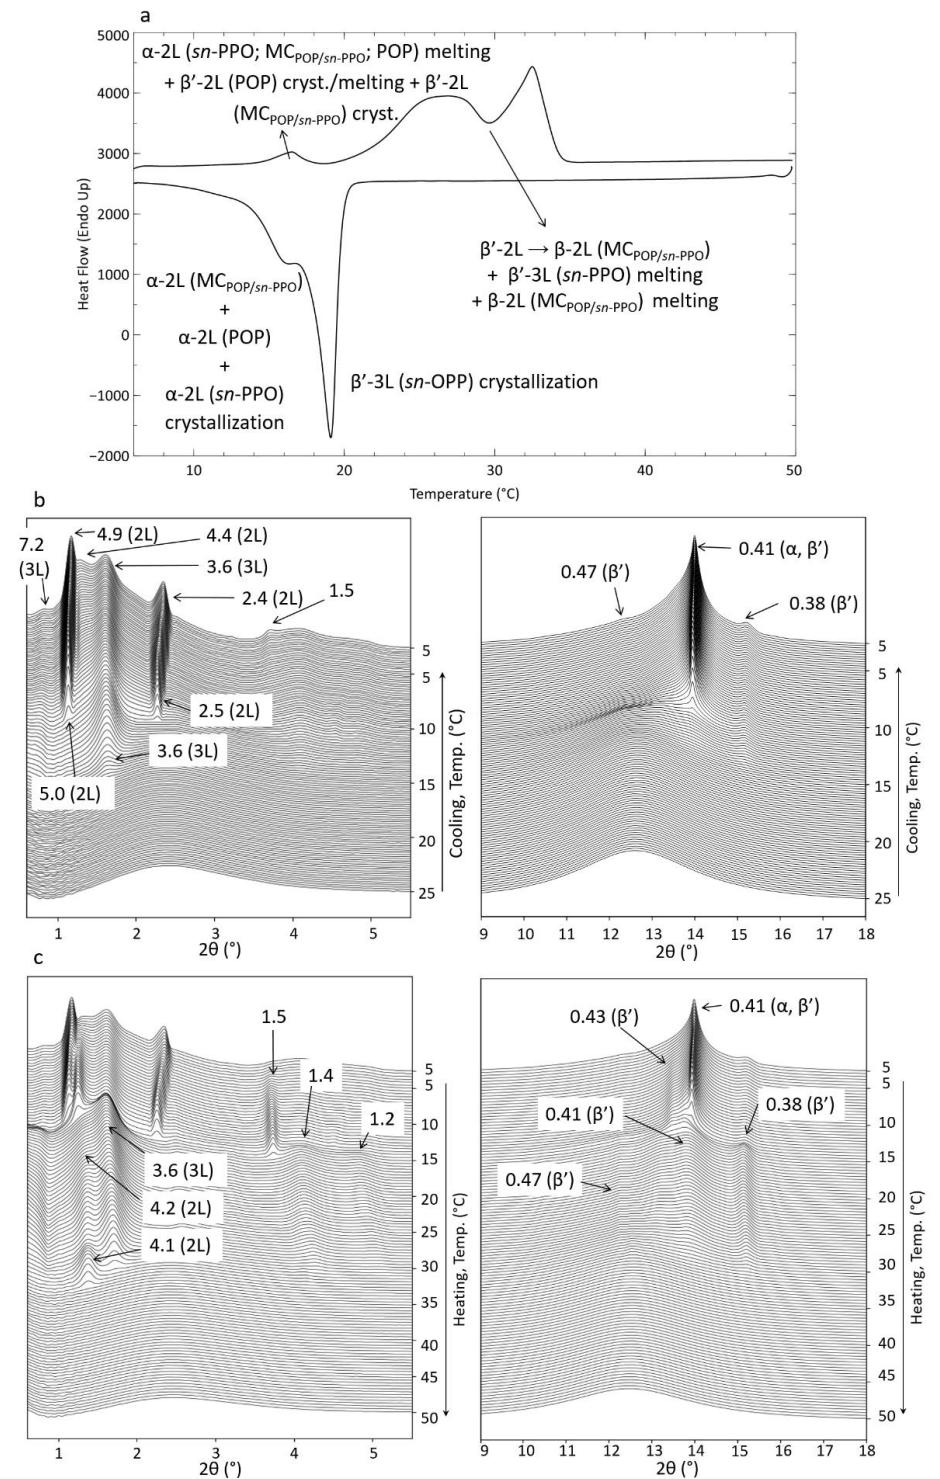 a
5000
4000
3000
2000
1000
0
−1000
−2000
Heat Flow (Endo Up)
α-2L (sn-PPO; MCPOP/sn-PPO; POP) melting
+ β’-2L (POP) cryst./melting + β’-2L
(MCPOP/sn-PPO) cryst.
β’-2L → β-2L (MCPOP/sn-PPO)
+ β’-3L (sn-PPO) melting
+ β-2L (MCPOP/sn-PPO) melting
α-2L (MCPOP/sn-PPO)
+
α-2L (POP)
+
α-2L (sn-PPO)
crystallization
β’-3L (sn-OPP) crystallization
10 20 30 40 50
Temperature (°C)
b
7.2
(3L)
4.9 (2L)
4.4 (2L)
3.6 (3L)
2.4 (2L)
1.5
2.5 (2L)
3.6 (3L)
5.0 (2L)
5
5
10
15
20
25
Cooling, Temp. (°C)
1 2 3 4 5
2θ (°)
0.47 (β’)
0.41 (α, β’)
0.38 (β’)
5
5
10
15
20
25
Cooling, Temp. (°C)
9 10 11 12 13 14 15 16 17 18
2θ (°)
c
1.5
1.4
1.2
3.6 (3L)
4.2 (2L)
4.1 (2L)
5
5
10
15
20
25
30
35
40
45
50
Heating, Temp. (°C)
1 2 3 4 5
2θ (°)
0.43 (β’)
0.41 (α, β’)
0.41 (β’)
0.38 (β’)
0.47 (β’)
5
5
10
15
20
25
30
35
40
45
50
Heating, Temp. (°C)
9 10 11 12 13 14 15 16 17 18
2θ (°)